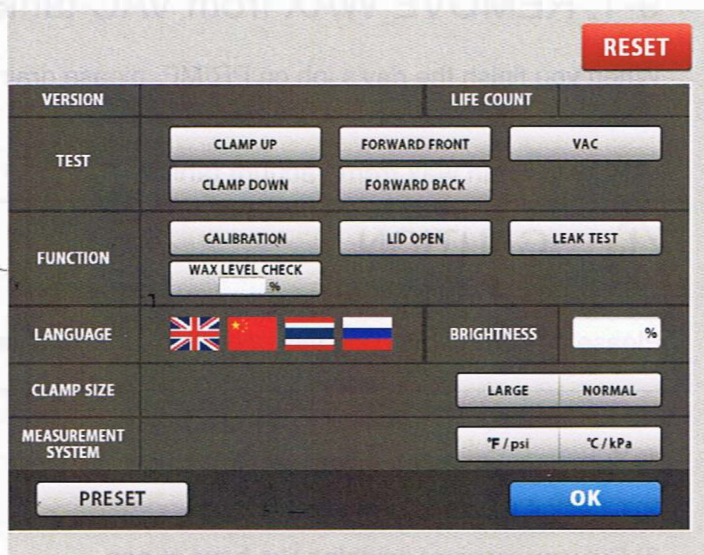 RESET
VERSION LIFE COUNT
TEST
CLAMP UP FORWARD FRONT VAC
CLAMP DOWN FORWARD BACK
FUNCTION
CALIBRATION LID OPEN LEAK TEST
WAX LEVEL CHECK
%
LANGUAGE BRIGHTNESS %
CLAMP SIZE LARGE NORMAL
MEASUREMENT
SYSTEM
°F / psi °C / kPa
PRESET OK